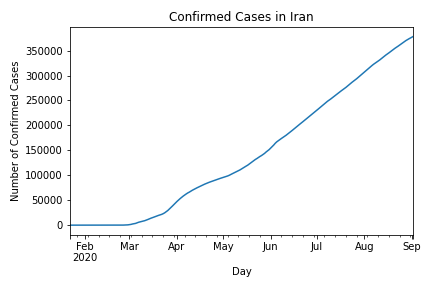 Confirmed Cases in Iran
Number of Confirmed Cases
350000
300000
250000
200000
150000
100000
50000
0
Feb Mar Apr May Jun Jul Aug Sep
2020
Day